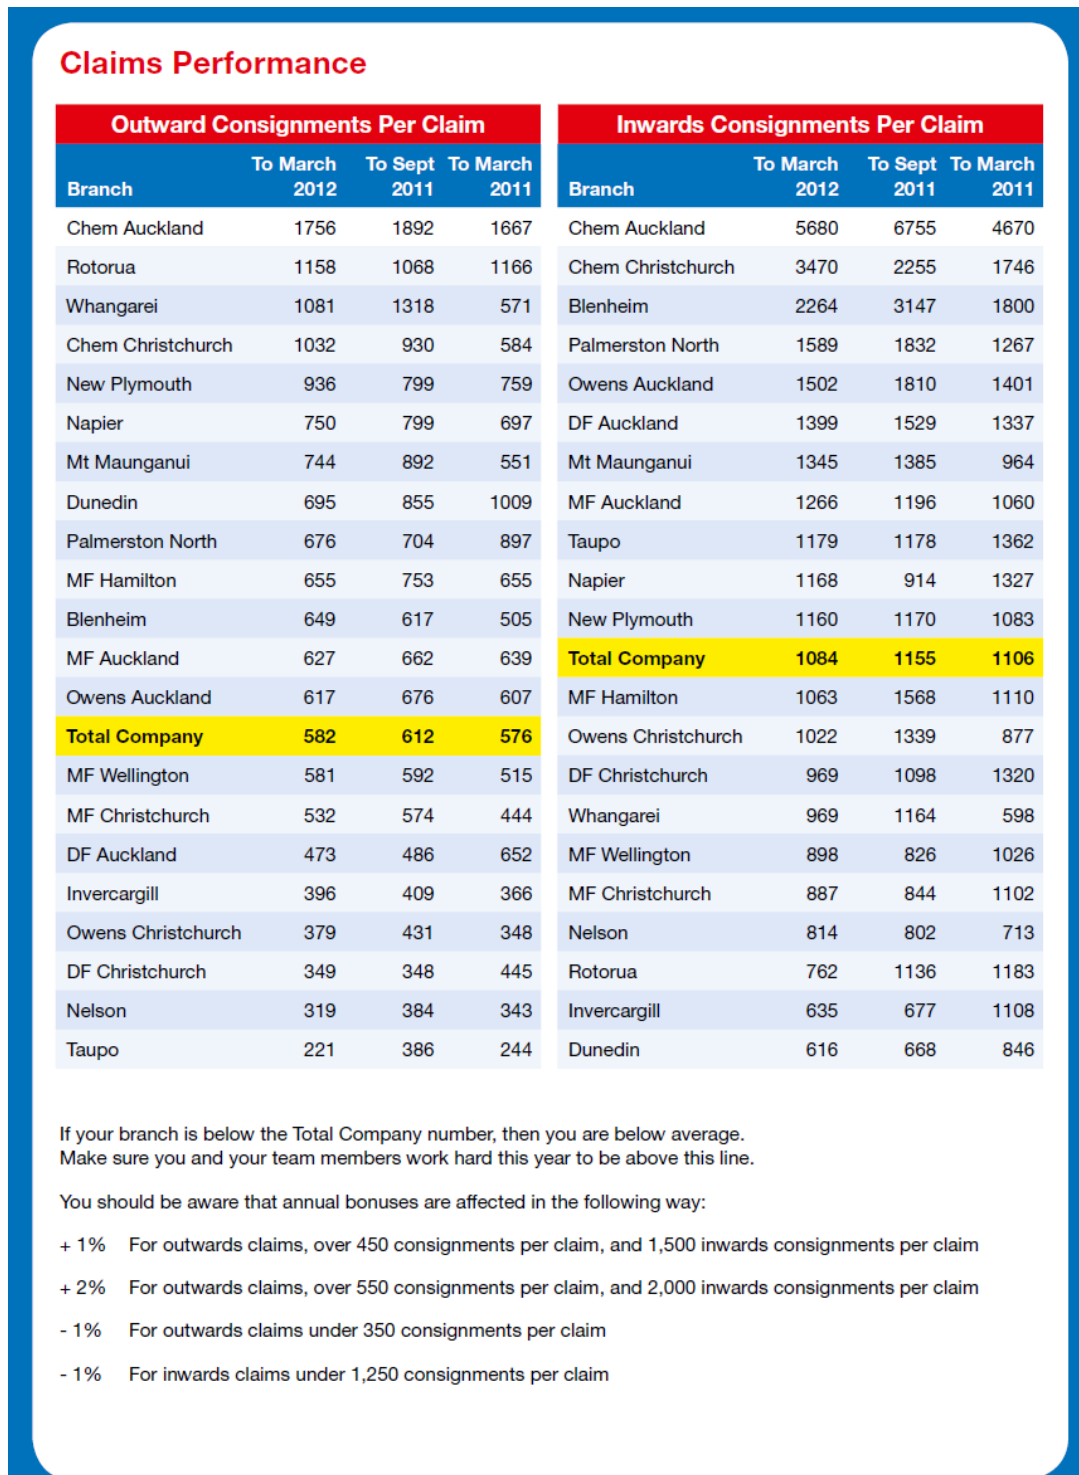 Claims Performance
Outward Consignments Per Claim
To March To Sept To March
Branch 2012 2011 2011
Chem Auckland 1756 1892 1667
Rotorua 1158 1068 1166
Whangarei 1081 1318 571
Chem Christchurch 1032 930 584
New Plymouth 936 799 759
Napier 750 799 697
Mt Maunganui 744 892 551
Dunedin 695 855 1009
Palmerston North 676 704 897
MF Hamilton 655 753 655
Blenheim 649 617 505
MF Auckland 627 662 639
Owens Auckland 617 676 607
Total Company 582 612 576
MF Wellington 581 592 515
MF Christchurch 532 574 444
DF Auckland 473 486 652
Invercargill 396 409 366
Owens Christchurch 379 431 348
DF Christchurch 349 348 445
Nelson 319 384 343
Taupo 221 386 244
Inwards Consignments Per Claim
To March To Sept To March
Branch 2012 2011 2011
Chem Auckland 5680 6755 4670
Chem Christchurch 3470 2255 1746
Blenheim 2264 3147 1800
Palmerston North 1589 1832 1267
Owens Auckland 1502 1810 1401
DF Auckland 1399 1529 1337
Mt Maunganui 1345 1385 964
MF Auckland 1266 1196 1060
Taupo 1179 1178 1362
Napier 1168 914 1327
New Plymouth 1160 1170 1083
Total Company 1084 1155 1106
MF Hamilton 1063 1568 1110
Owens Christchurch 1022 1339 877
DF Christchurch 969 1098 1320
Whangarei 969 1164 598
MF Wellington 898 826 1026
MF Christchurch 887 844 1102
Nelson 814 802 713
Rotorua 762 1136 1183
Invercargill 635 677 1108
Dunedin 616 668 846
If your branch is below the Total Company number, then you are below average.
Make sure you and your team members work hard this year to be above this line.
You should be aware that annual bonuses are affected in the following way:
+ 1% For outwards claims, over 450 consignments per claim, and 1,500 inwards consignments per claim
+ 2% For outwards claims, over 550 consignments per claim, and 2,000 inwards consignments per claim
- 1% For outwards claims under 350 consignments per claim
- 1% For inwards claims under 1,250 consignments per claim